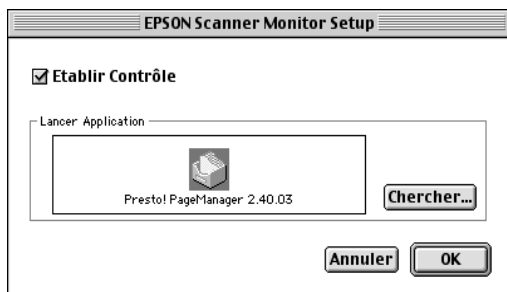 EPSON Scanner Monitor Setup
Etablir Contrôle
Lancer Application
Presto! PageManager 2.40.03
Chercher...
Annuler OK